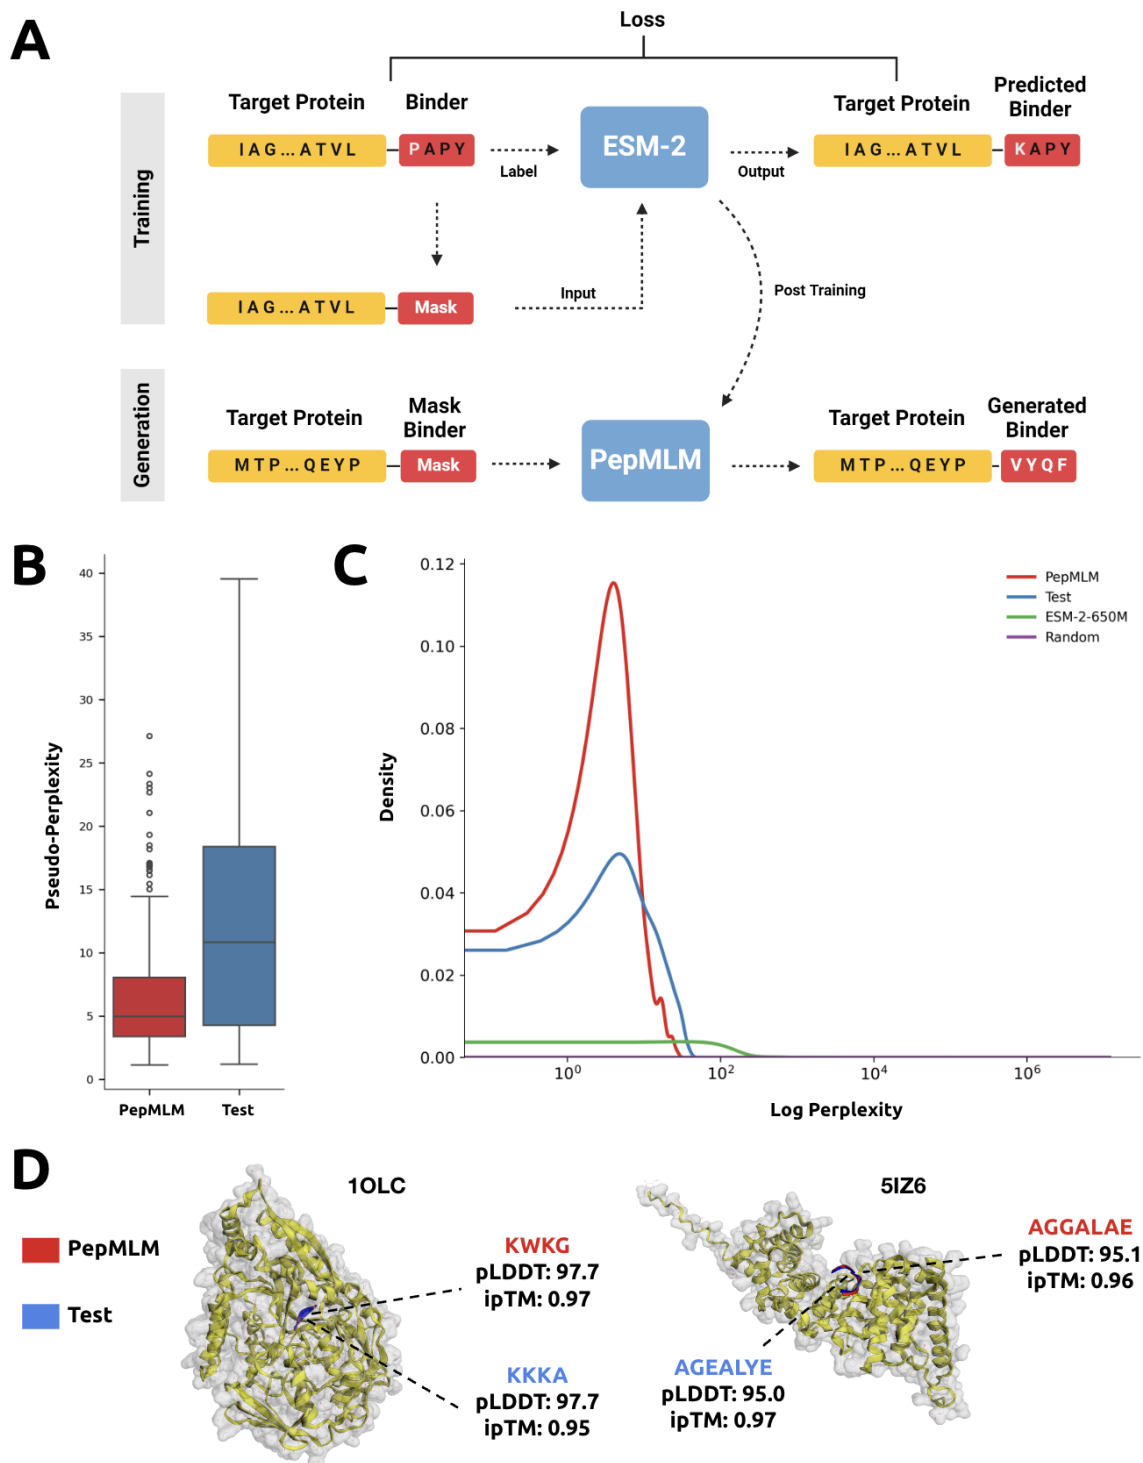 A
Loss
Training
Target Protein
Binder
IAG...ATVL
PAPY
Label
ESM-2
Output
Target Protein
Predicted
Binder
IAG...ATVL
KAPY
IAG...ATVL
Mask
Input
Post Training
Generation
Target Protein
Mask
Binder
MTP...QEYP
Mask
PepMLM
Target Protein
Generated
Binder
MTP...QEYP
VYQF
B
Pseudo-Perplexity
40
35
30
25
20
15
10
5
0
PepMLM
Test
C
Density
0.12
0.10
0.08
0.06
0.04
0.02
0.00
10⁰
10²
10⁴
10⁶
Log Perplexity
PepMLM
Test
ESM-2-650M
Random
D
PepMLM
Test
1OLC
KWKG
pLDDT: 97.7
ipTM: 0.97
KKKA
pLDDT: 97.7
ipTM: 0.95
5IZ6
AGGALAE
pLDDT: 95.1
ipTM: 0.96
AGEALYE
pLDDT: 95.0
ipTM: 0.97